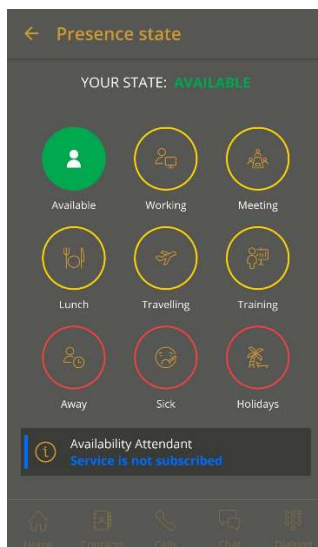 Presence state
YOUR STATE: AVAILABLE
Available Working Meeting
Lunch Travelling Training
Away Sick Holidays
Availability Attendant
Service is not subscribed
Home Contacts Calls Chat Dialpad